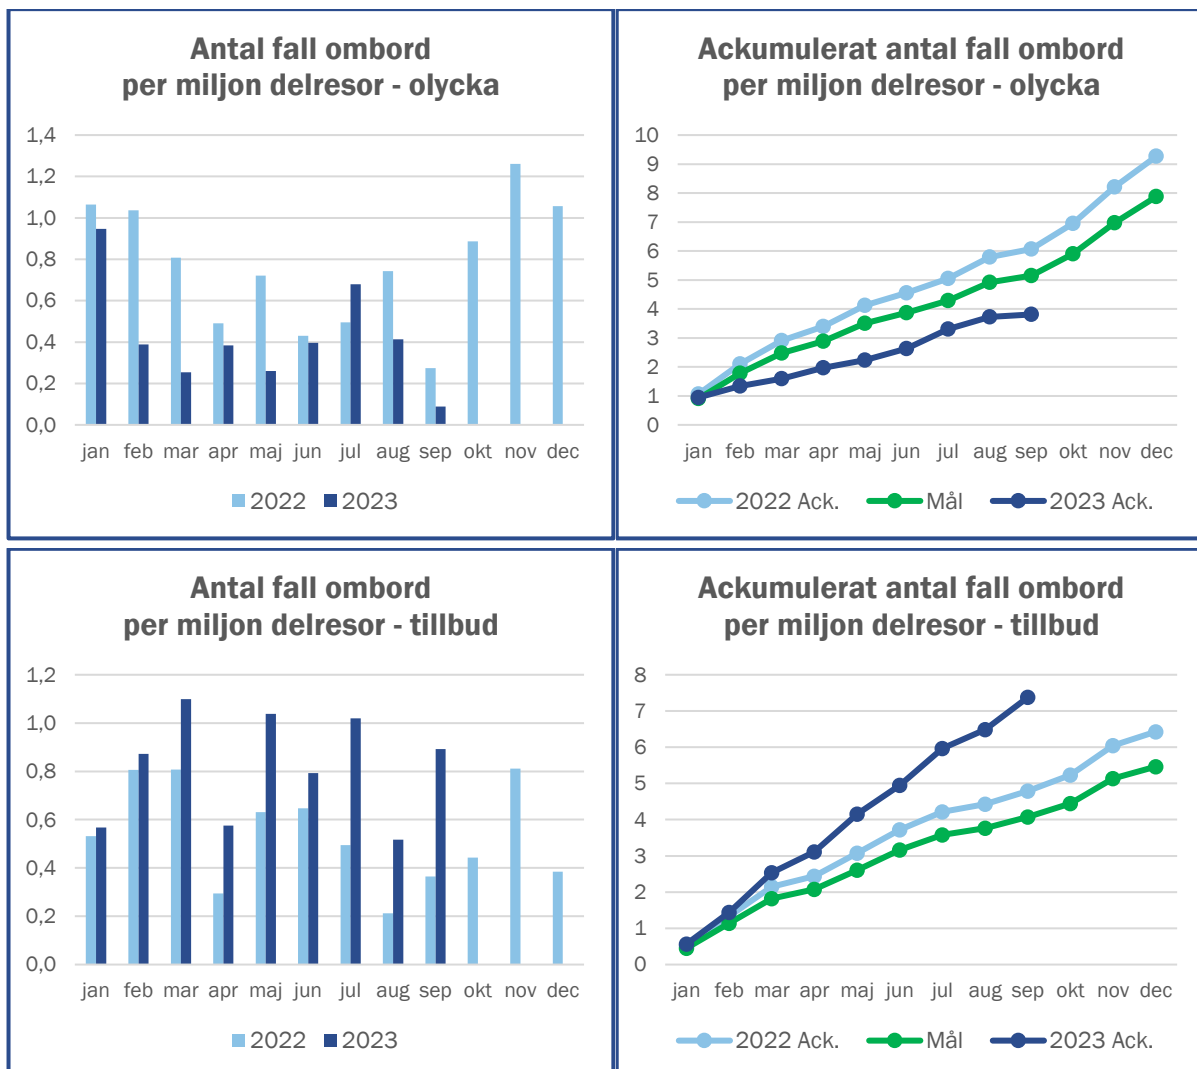 Antal fall ombord
per miljon delresor - olycka
1,4
1,2
1,0
0,8
0,6
0,4
0,2
0,0
jan feb mar apr maj jun jul aug sep okt nov dec
2022 2023
Ackumulerat antal fall ombord
per miljon delresor - olycka
10
9
8
7
6
5
4
3
2
1
0
jan feb mar apr maj jun jul aug sep okt nov dec
2022 Ack. Mål 2023 Ack.
Antal fall ombord
per miljon delresor - tillbud
1,2
1,0
0,8
0,6
0,4
0,2
0,0
jan feb mar apr maj jun jul aug sep okt nov dec
2022 2023
Ackumulerat antal fall ombord
per miljon delresor - tillbud
8
7
6
5
4
3
2
1
0
jan feb mar apr maj jun jul aug sep okt nov dec
2022 Ack. Mål 2023 Ack.